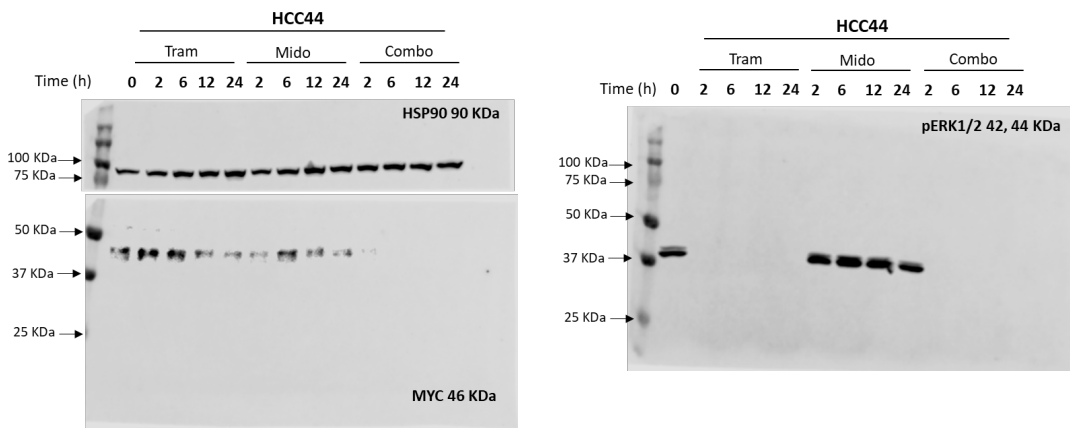 HCC44
Tram Mido Combo
Time (h) 0 2 6 12 24 2 6 12 24 2 6 12 24
HSP90 90 KDa
100 KDa
75 KDa
50 KDa
37 KDa
25 KDa
MYC 46 KDa
HCC44
Tram Mido Combo
Time (h) 0 2 6 12 24 2 6 12 24 2 6 12 24
pERK1/2 42, 44 KDa
100 KDa
75 KDa
50 KDa
37 KDa
25 KDa